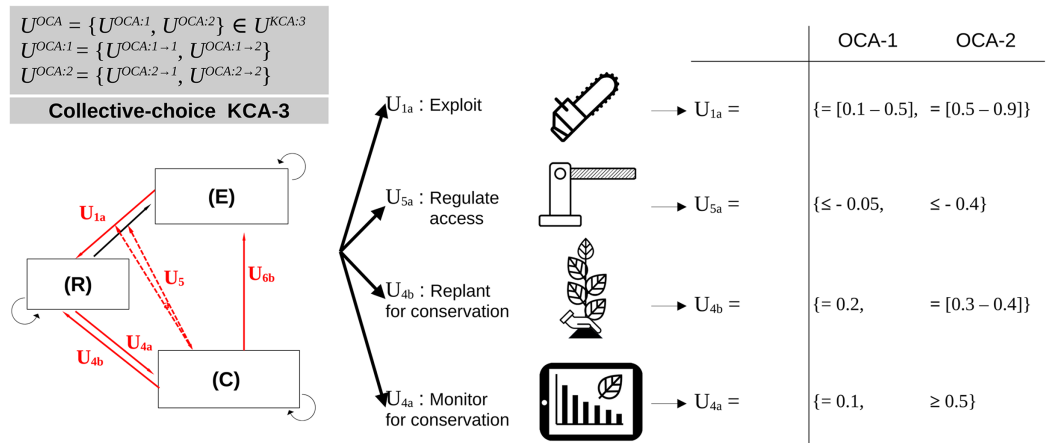 U^OCA = {U^OCA:1, U^OCA:2} ∈ U^KCA:3
U^OCA:1 = {U^OCA:1→1, U^OCA:1→2}
U^OCA:2 = {U^OCA:2→1, U^OCA:2→2}
Collective-choice KCA-3
(E)
U1a
(R)
U5
U6b
U4a
U4b
(C)
OCA-1 OCA-2
U1a : Exploit
U1a = {= [0.1 – 0.5], = [0.5 – 0.9]}
U5a : Regulate
access
U5a = {≤ - 0.05, ≤ - 0.4}
U4b : Replant
for conservation
U4b = {= 0.2, = [0.3 – 0.4]}
U4a : Monitor
for conservation
U4a = {= 0.1, ≥ 0.5}